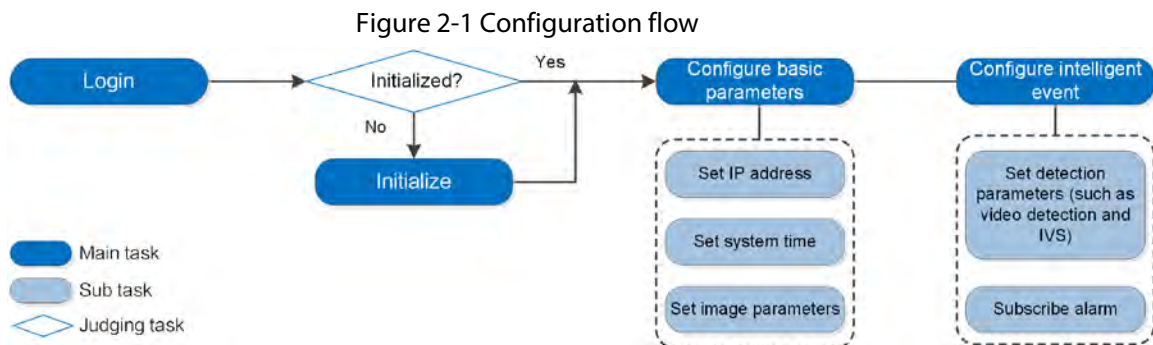 Figure 2-1 Configuration flow
Login
Initialized?
Yes
No
Initialize
Configure basic
parameters
Configure intelligent
event
Set IP address
Set system time
Set image parameters
Set detection
parameters (such as
video detection and
IVS)
Subscribe alarm
Main task
Sub task
Judging task